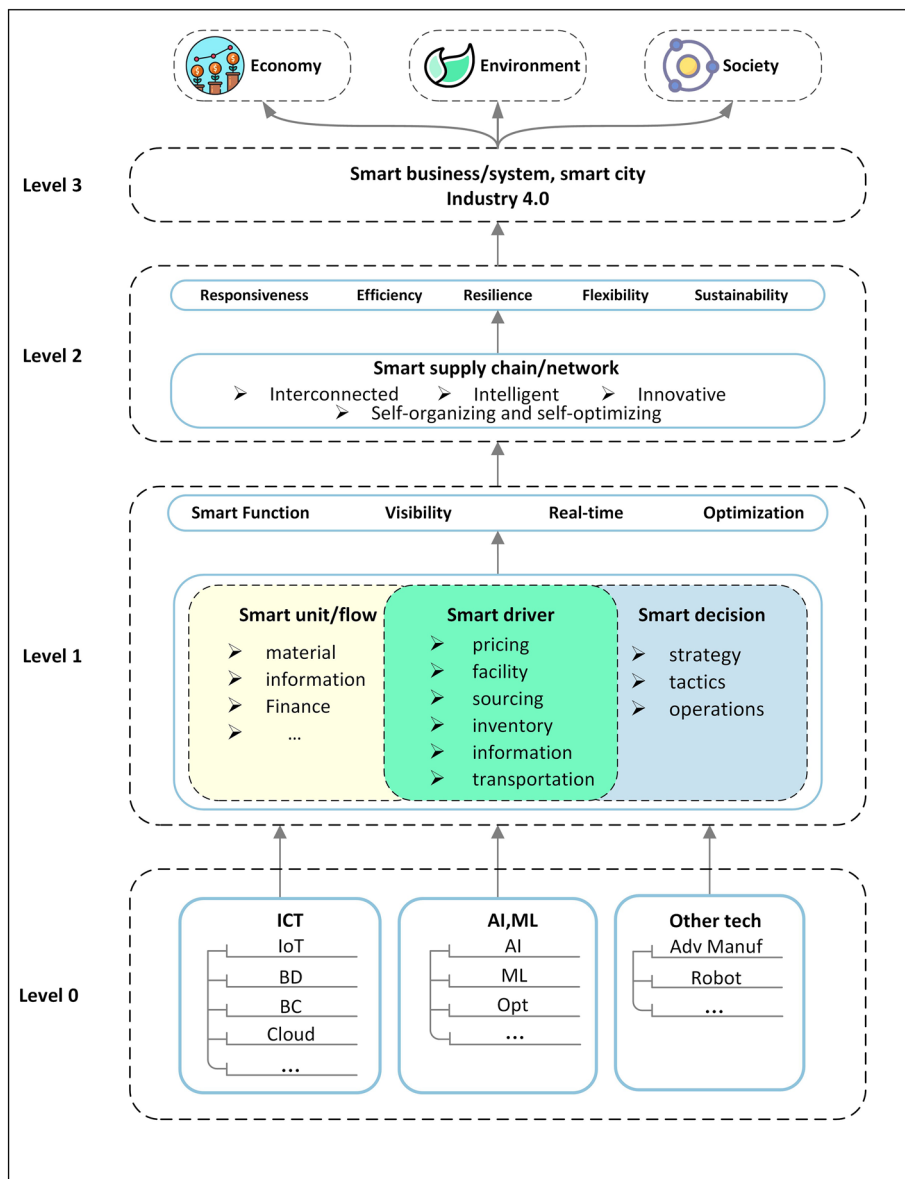 Economy
Environment
Society
Level 3
Smart business/system, smart city
Industry 4.0
Level 2
Responsiveness Efficiency Resilience Flexibility Sustainability
Smart supply chain/network
➢ Interconnected ➢ Intelligent ➢ Innovative
➢ Self-organizing and self-optimizing
Level 1
Smart Function Visibility Real-time Optimization
Smart unit/flow
➢ material
➢ information
➢ Finance
➢ ...
Smart driver
➢ pricing
➢ facility
➢ sourcing
➢ inventory
➢ information
➢ transportation
Smart decision
➢ strategy
➢ tactics
➢ operations
Level 0
ICT
IoT
BD
BC
Cloud
...
AI,ML
AI
ML
Opt
...
Other tech
Adv Manuf
Robot
...